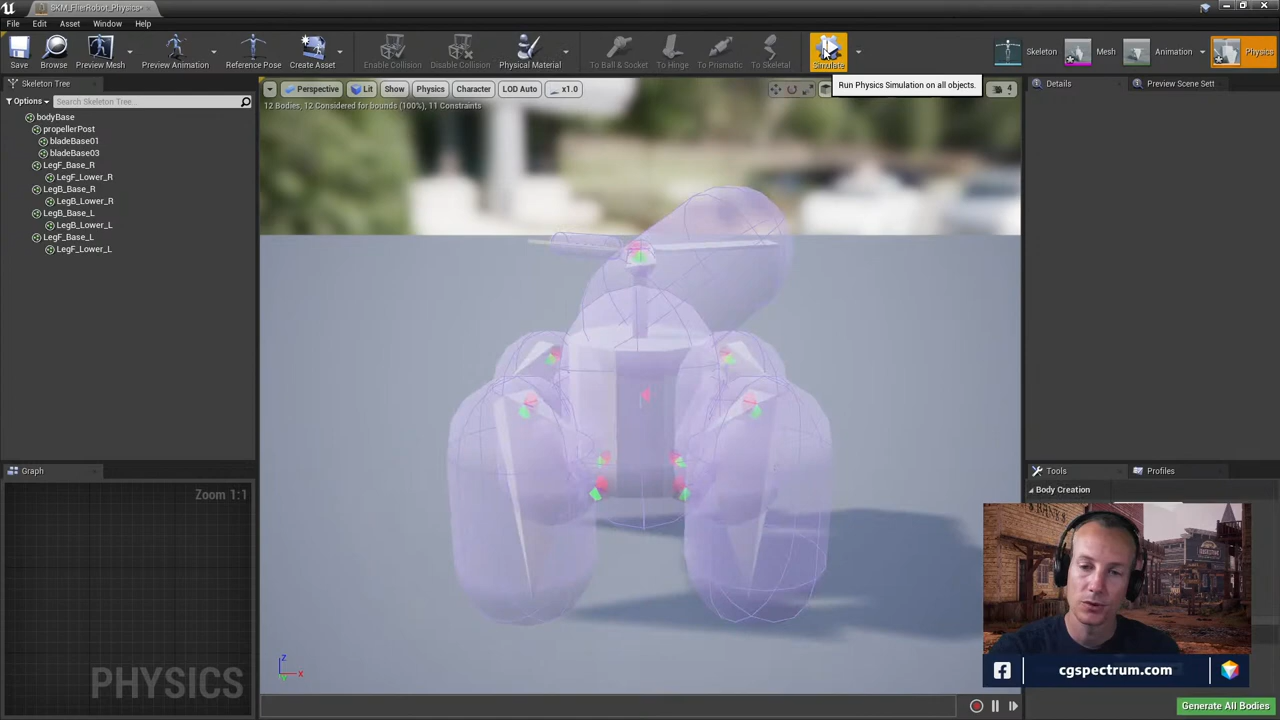 SKM_FlierRobot_Physics*
File Edit Asset Window Help
Save
Browse
Preview Mesh
Preview Animation
Reference Pose
Create Asset
Enable Collision
Disable Collision
Physical Material
To Ball & Socket
To Hinge
To Prismatic
To Skeletal
Simulate
Skeleton
Mesh
Animation
Physics
Run Physics Simulation on all objects.
Skeleton Tree
Options
Search Skeleton Tree...
bodyBase
propellerPost
bladeBase01
bladeBase03
LegF_Base_R
LegF_Lower_R
LegB_Base_R
LegB_Lower_R
LegB_Base_L
LegB_Lower_L
LegF_Base_L
LegF_Lower_L
Perspective
Lit
Show
Physics
Character
LOD Auto
x1.0
4
12 Bodies, 12 Considered for bounds (100%), 11 Constraints
Details
Preview Scene Set
Graph
Zoom 1:1
PHYSICS
Z
X
Tools
Profiles
Body Creation
cgspectrum.com
Generate All Bodies